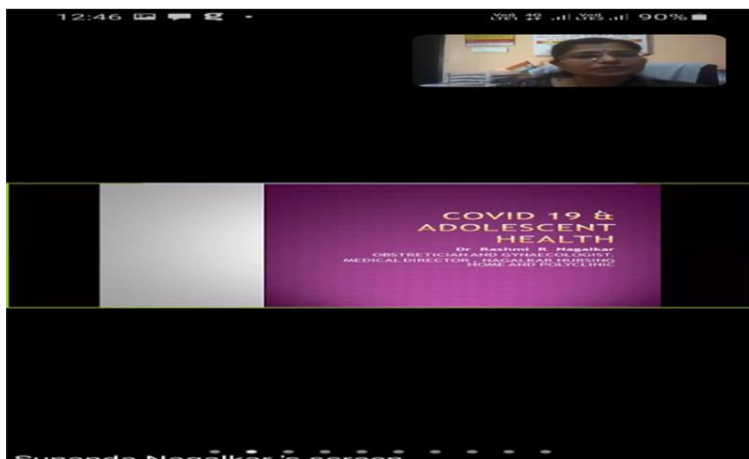 12:46
90%
COVID 19 &
ADOLESCENT
HEALTH
Dr Rashmi R Nagalkar
OBSTRETICIAN AND GYNAECOLOGIST.
MEDICAL DIRECTOR , NAGALKAR NURSING
HOME AND POLYCLINIC
Sunanda Nagalkar is screen